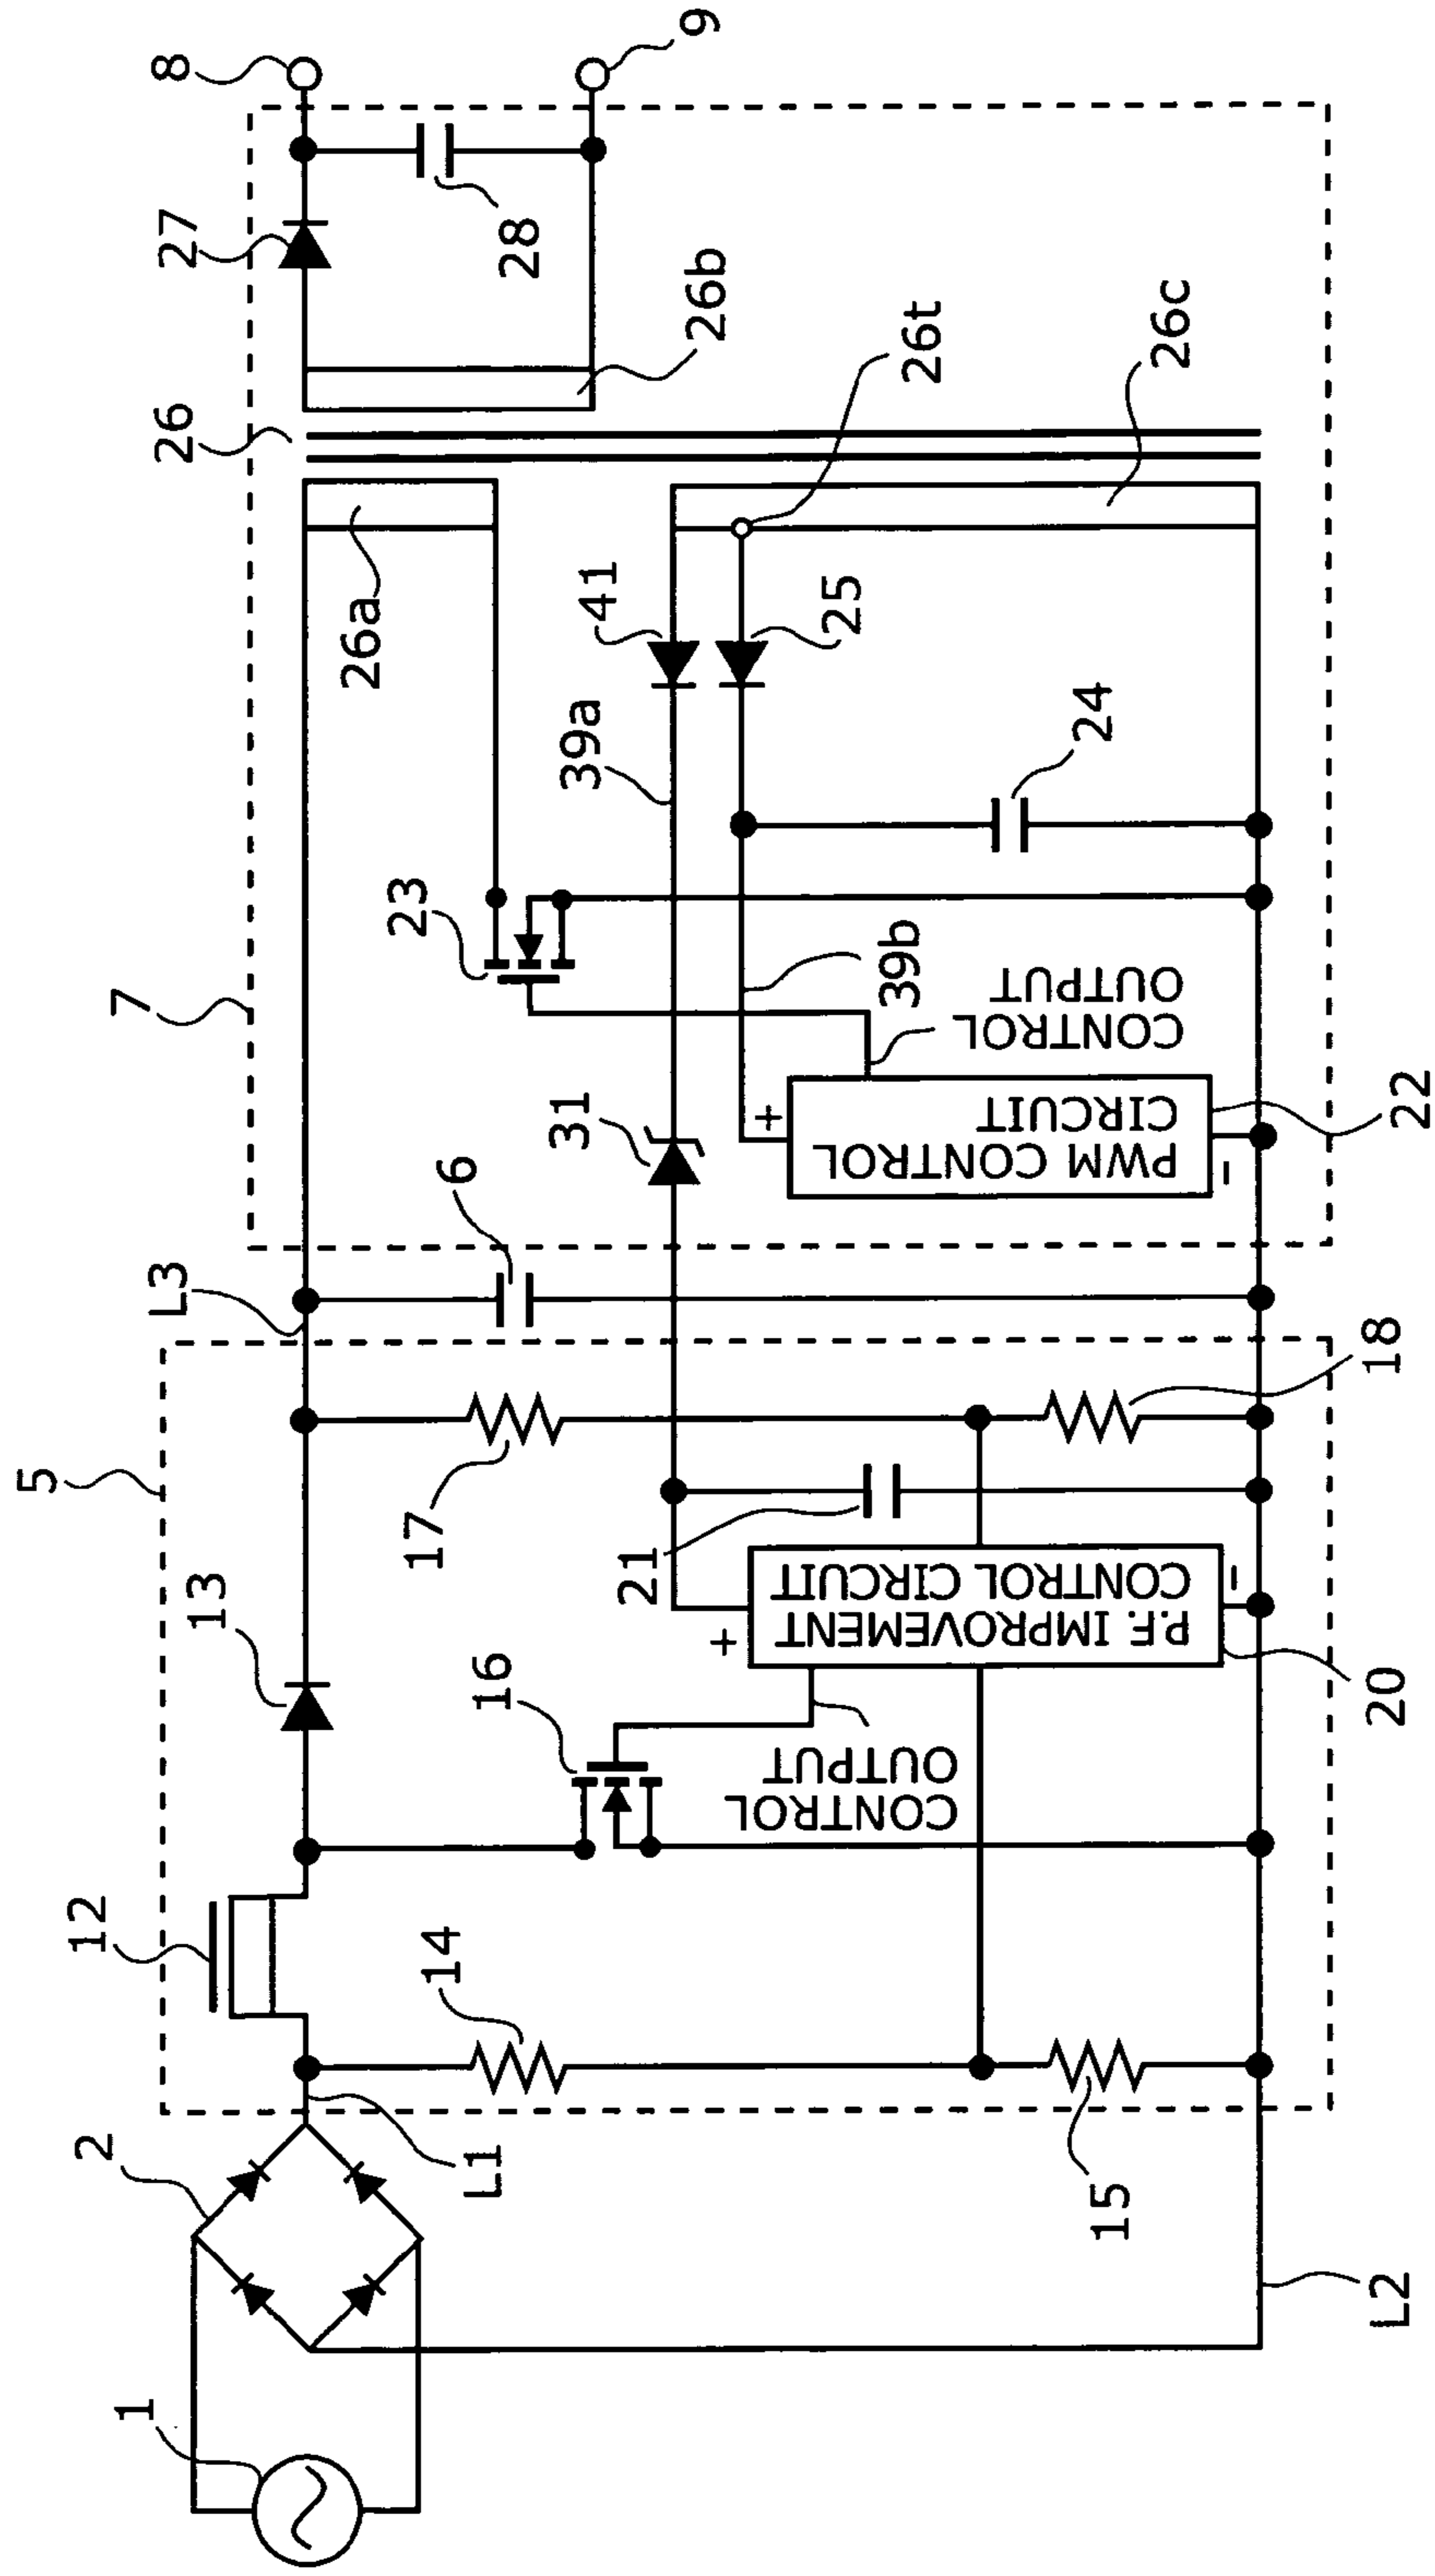 1
2
L1
L2
5
12
13
14
15
16
17
18
CONTROL
OUTPUT
+
P.F. IMPROVEMENT
CONTROL CIRCUIT
−
20
21
L3
6
7
31
23
39a
39b
CONTROL
OUTPUT
+
PWM CONTROL
CIRCUIT
−
22
24
41
25
26
26a
26b
26c
26t
27
28
8
9